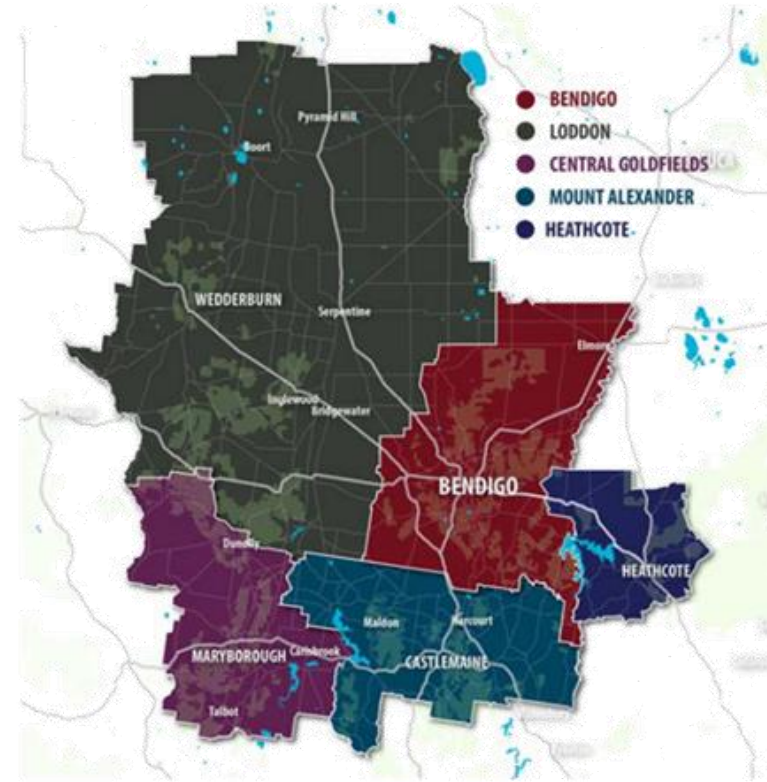 BENDIGO
LODDON
CENTRAL GOLDFIELDS
MOUNT ALEXANDER
HEATHCOTE
Pyramid Hill
Boort
WEDDERBURN
Serpentine
Elmore
Inglewood
Bridgewater
BENDIGO
Dunolly
HEATHCOTE
Maldon
Harcourt
MARYBOROUGH
Carisbrook
CASTLEMAINE
Talbot